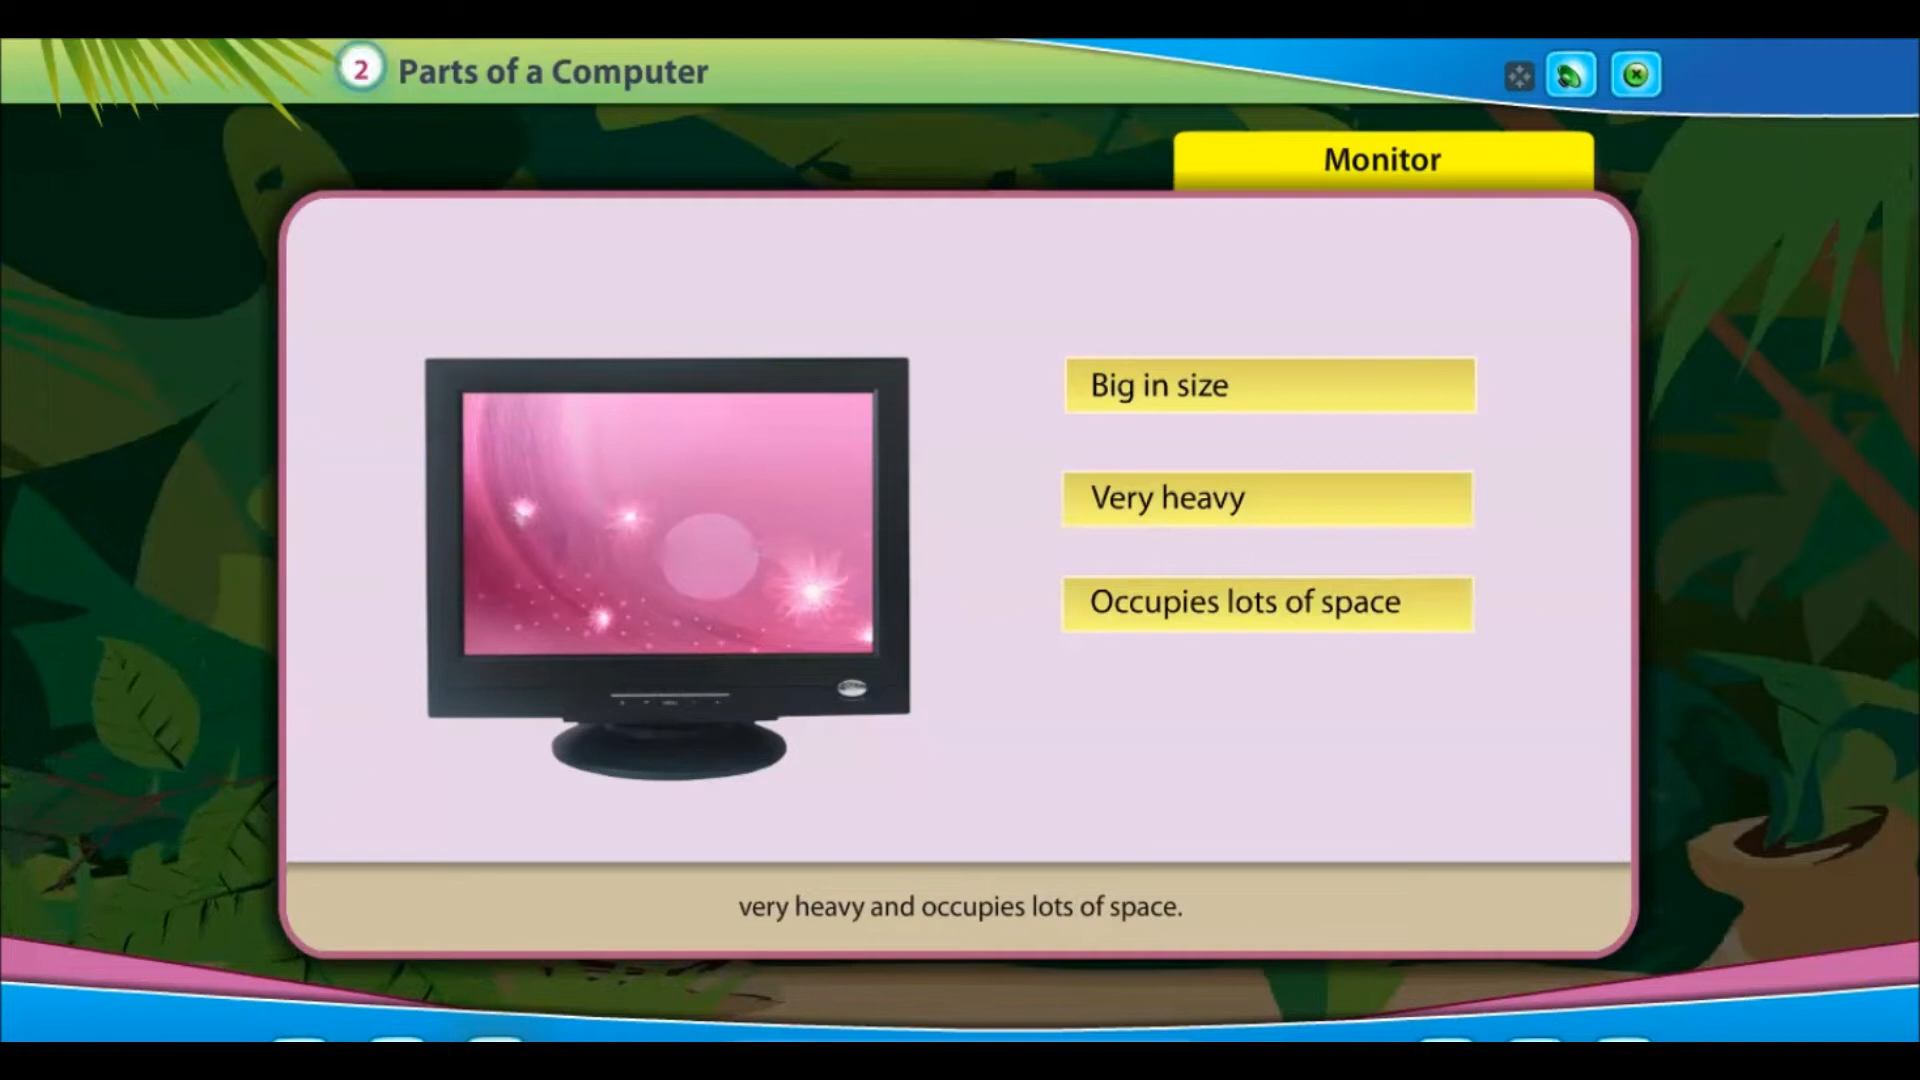 2 Parts of a Computer
Monitor
Big in size
Very heavy
Occupies lots of space
very heavy and occupies lots of space.